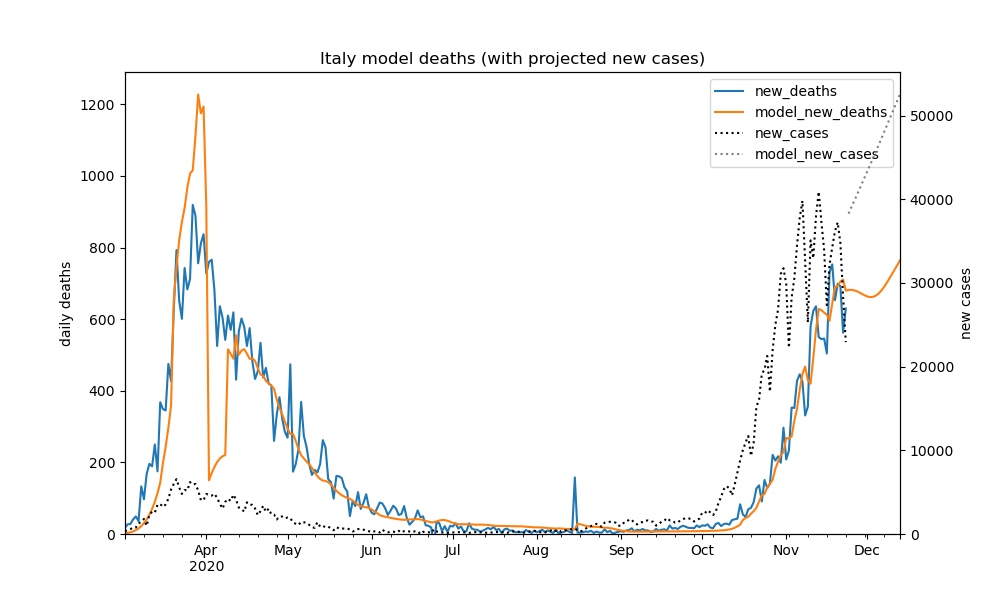 Italy model deaths (with projected new cases)
new_deaths
model_new_deaths
new_cases
model_new_cases
1200
1000
800
600
400
200
0
daily deaths
50000
40000
30000
20000
10000
0
new cases
Apr
May
Jun
Jul
Aug
Sep
Oct
Nov
Dec
2020